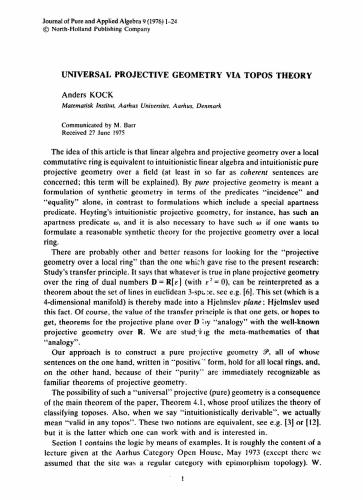 Journal of Pure and Applied Algebra 9 (1976) 1–24
© North-Holland Publishing Company
UNIVERSAL PROJECTIVE GEOMETRY VIA TOPOS THEORY
Anders KOCK
Matematisk Institut, Aarhus Universitet, Aarhus, Denmark
Communicated by M. Barr
Received 27 June 1975
The idea of this article is that linear algebra and projective geometry over a local
commutative ring is equivalent to intuitionistic linear algebra and intuitionistic pure
projective geometry over a field (at least in so far as coherent sentences are
concerned; this term will be explained). By pure projective geometry is meant a
formulation of synthetic geometry in terms of the predicates "incidence" and
"equality" alone, in contrast to formulations which include a special apartness
predicate. Heyting's intuitionistic projective geometry, for instance, has such an
apartness predicate ω, and it is also necessary to have such ω if one wants to
formulate a reasonable synthetic theory for the projective geometry over a local
ring.
There are probably other and better reasons for looking for the "projective
geometry over local ring" than the one which gave rise to the present research:
Study's transfer principle. It says that whatever is true in plane projective geometry
over the ring of dual numbers D = R[ε] (with ε² = 0), can be reinterpreted as a
theorem about the set of lines in euclidean 3-space, see e.g. [6]. This set (which is a
4-dimensional manifold) is thereby made into a Hjelmslev plane; Hjelmslev used
this fact. Of course, the value of the transfer principle is that one gets, or hopes to
get, theorems for the projective plane over D by "analogy" with the well-known
projective geometry over R. We are studying the meta-mathematics of that
"analogy".
Our approach is to construct a pure projective geometry 𝒫, all of whose
sentences on the one hand, written in "positive" form, hold for all local rings, and,
on the other hand, because of their "purity" are immediately recognizable as
familiar theorems of projective geometry.
The possibility of such a "universal" projective (pure) geometry is a consequence
of the main theorem of the paper, Theorem 4.1, whose proof utilizes the theory of
classifying toposes. Also, when we say "intuitionistically derivable", we actually
mean "valid in any topos". These two notions are equivalent, see e.g. [3] or [12],
but it is the latter which one can work with and is interested in.
Section 1 contains the logic by means of examples. It is roughly the content of a
lecture given at the Aarhus Category Open House, May 1973 (except there we
assumed that the site was a regular category with epimorphism topology). W.
1